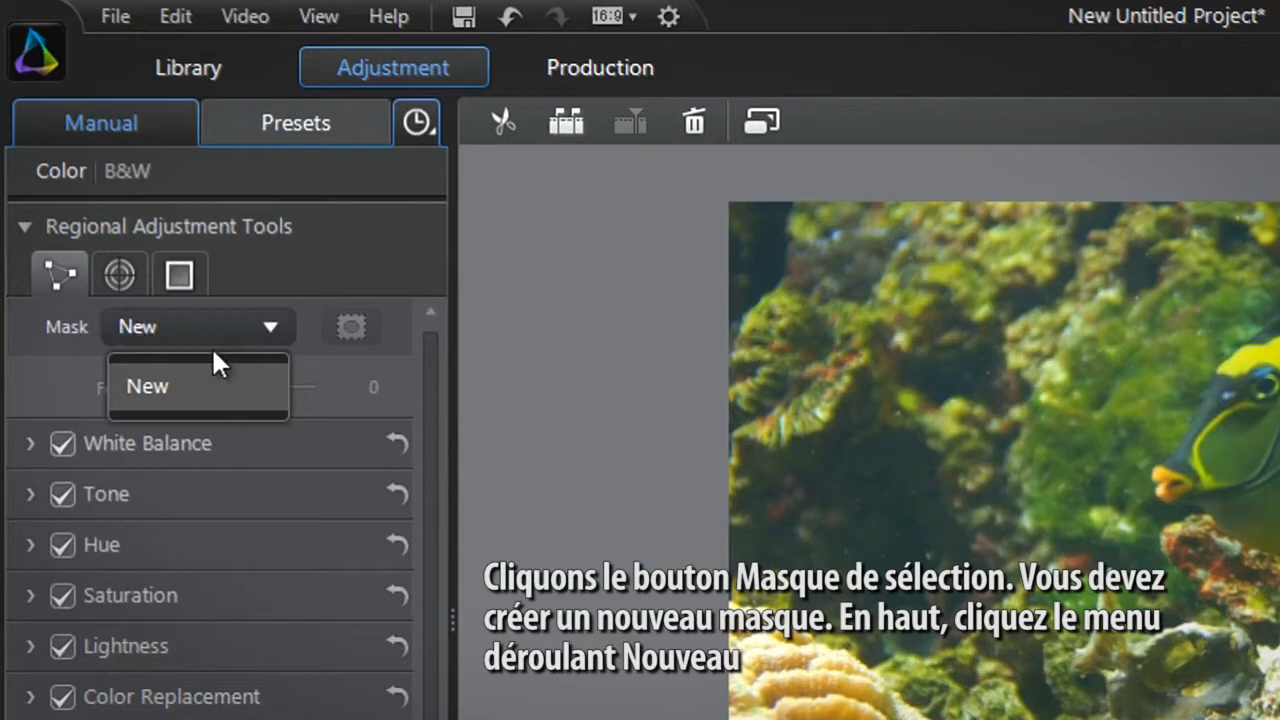 File Edit Video View Help 16:9 New Untitled Project*
Library Adjustment Production
Manual Presets
Color B&W
Regional Adjustment Tools
Mask New
New
F 0
White Balance
Tone
Hue
Saturation
Lightness
Color Replacement
Cliquons le bouton Masque de sélection. Vous devez
créer un nouveau masque. En haut, cliquez le menu
déroulant Nouveau